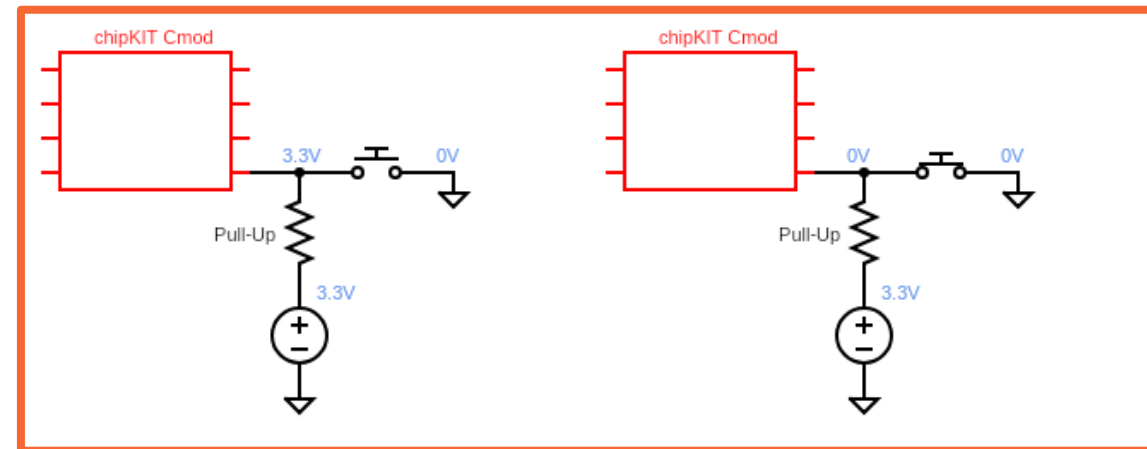 chipKIT Cmod
3.3V
0V
Pull-Up
3.3V
chipKIT Cmod
0V
0V
Pull-Up
3.3V